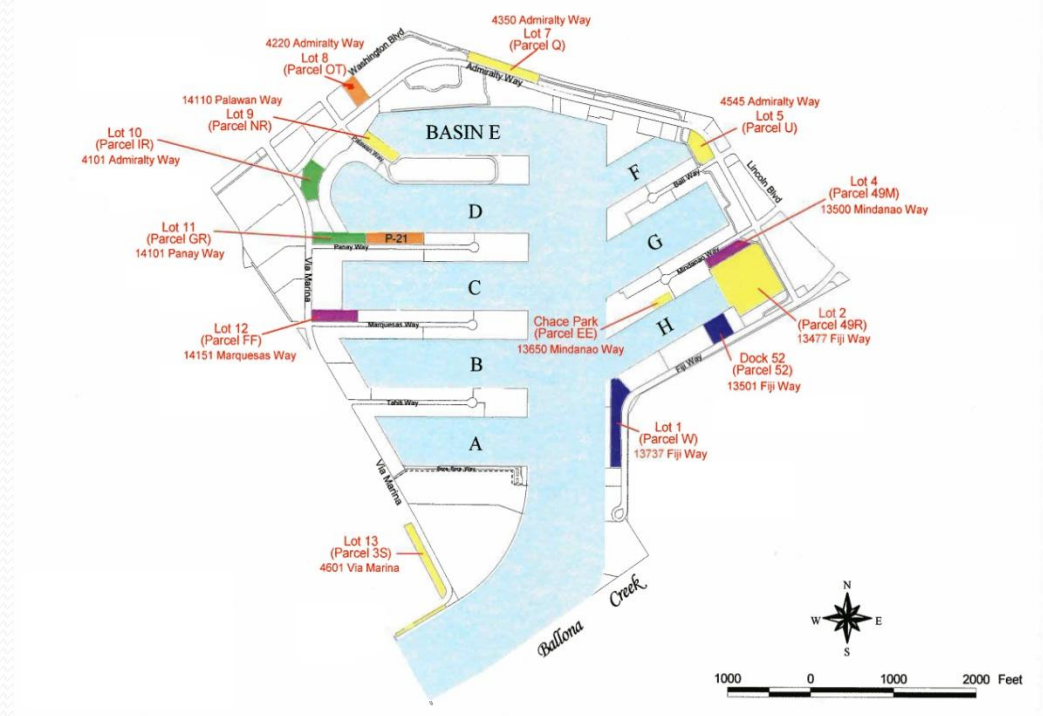 4350 Admiralty Way
Lot 7
(Parcel Q)
4220 Admiralty Way
Lot 8
(Parcel OT)
Washington Blvd
Admiralty Way
14110 Palawan Way
Lot 9
(Parcel NR)
Palawan Way
BASIN E
4545 Admiralty Way
Lot 5
(Parcel U)
Lot 10
(Parcel IR)
4101 Admiralty Way
F
Bali Way
Lincoln Blvd
Lot 4
(Parcel 49M)
13500 Mindanao Way
D
Lot 11
(Parcel GR)
14101 Panay Way
P-21
Panay Way
G
Mindanao Way
Via Marina
C
Chace Park
(Parcel EE)
13650 Mindanao Way
H
Lot 2
(Parcel 49R)
13477 Fiji Way
Lot 12
(Parcel FF)
14151 Marquesas Way
Marquesas Way
Dock 52
(Parcel 52)
13501 Fiji Way
Fiji Way
B
Tahiti Way
A
Lot 1
(Parcel W)
13737 Fiji Way
Via Marina
Lot 13
(Parcel 3S)
4601 Via Marina
Ballona Creek
N
W E
S
1000 0 1000 2000 Feet